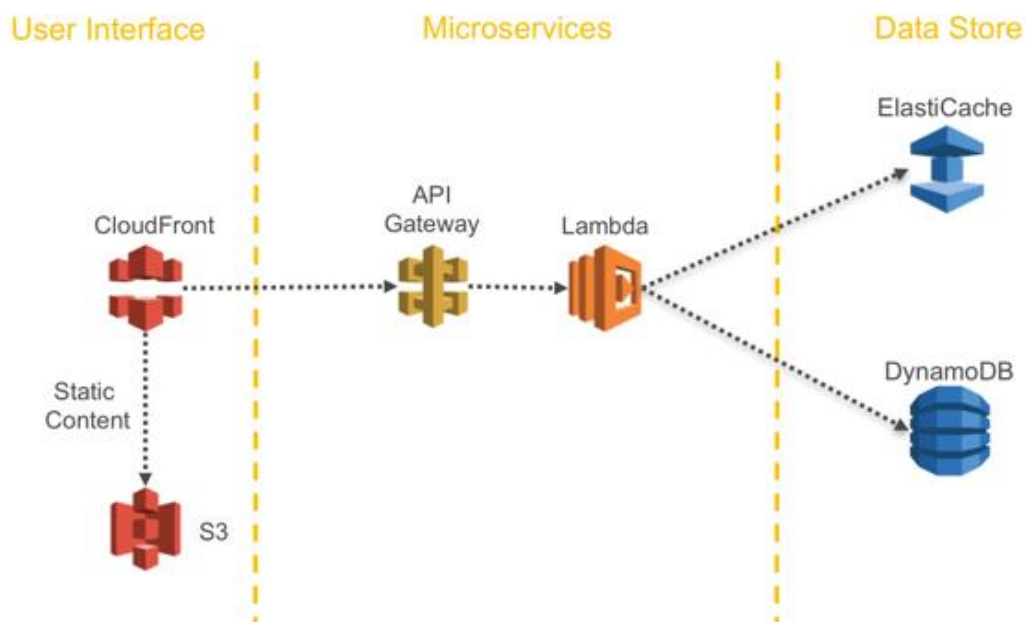 User Interface
Microservices
Data Store
ElastiCache
CloudFront
API
Gateway
Lambda
Static
Content
DynamoDB
S3